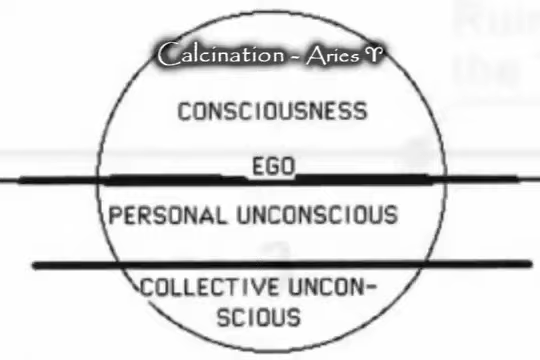 Calcination - Aries ♈
CONSCIOUSNESS
EGO
PERSONAL UNCONSCIOUS
COLLECTIVE UNCON-
SCIOUS